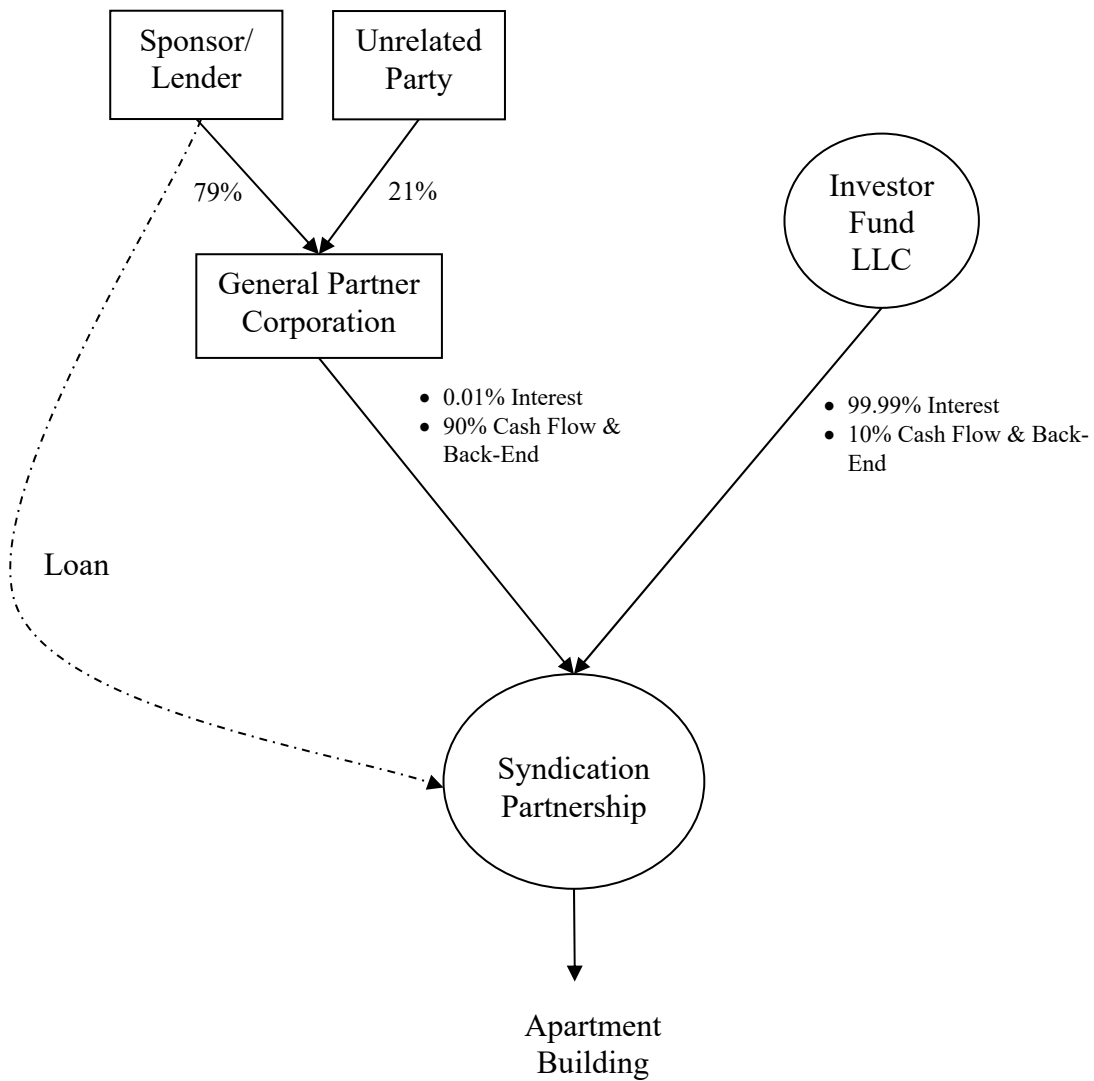 Sponsor/
Lender
Unrelated
Party
79%
21%
Investor
Fund
LLC
General Partner
Corporation
• 0.01% Interest
• 90% Cash Flow &
Back-End
• 99.99% Interest
• 10% Cash Flow & Back-
End
Loan
Syndication
Partnership
Apartment
Building